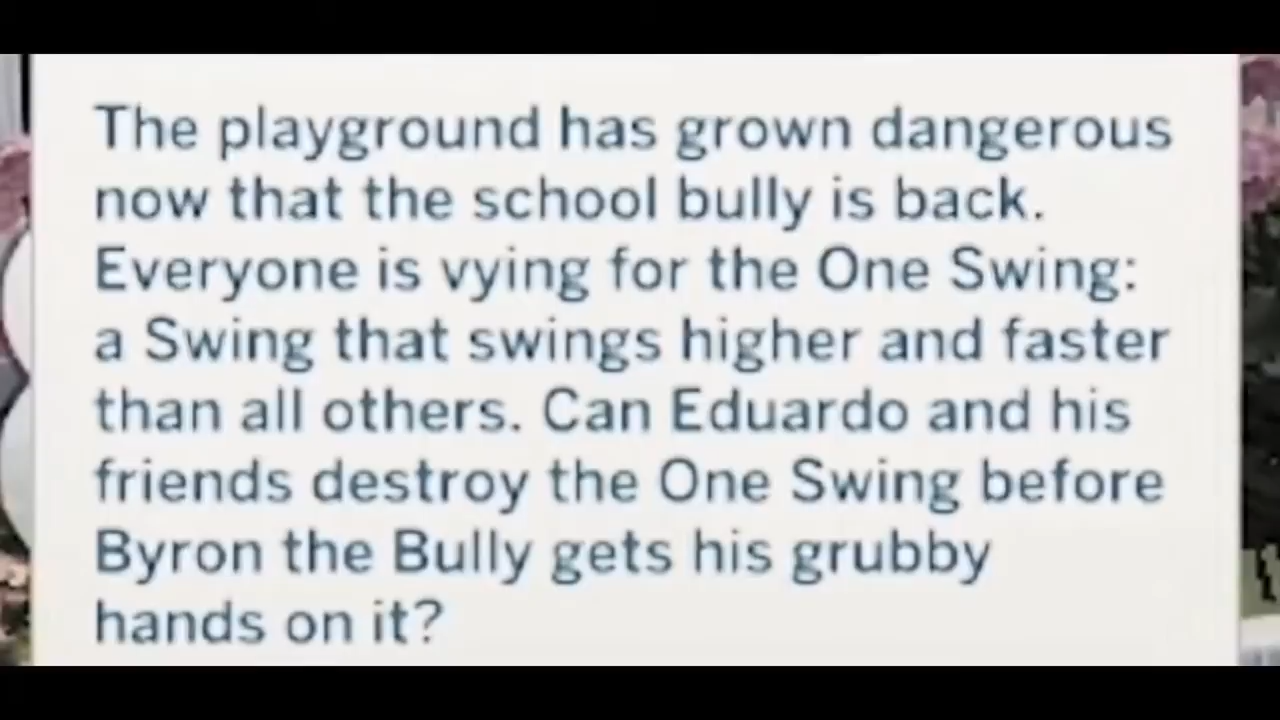 The playground has grown dangerous
now that the school bully is back.
Everyone is vying for the One Swing:
a Swing that swings higher and faster
than all others. Can Eduardo and his
friends destroy the One Swing before
Byron the Bully gets his grubby
hands on it?